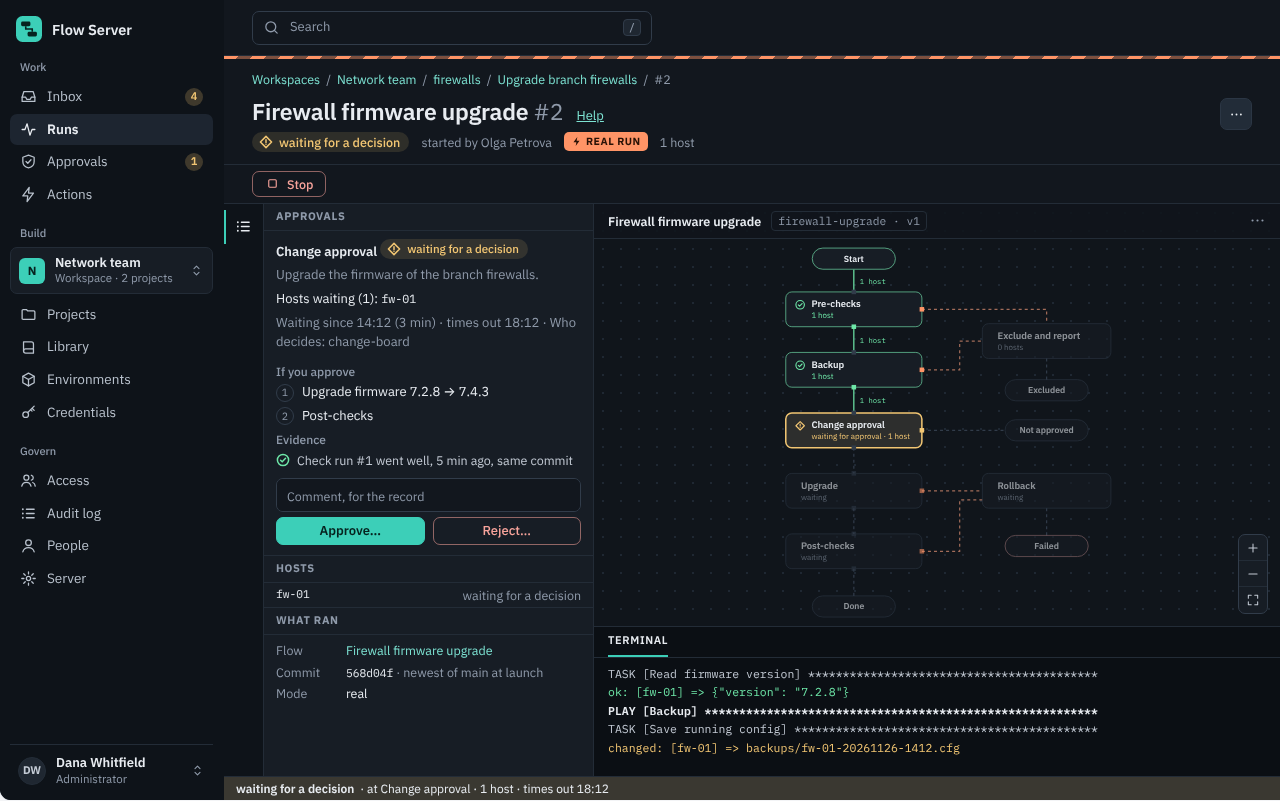 Flow Server
Search
/
Work
Inbox 4
Runs
Approvals 1
Actions
Build
N
Network team
Workspace · 2 projects
Projects
Library
Environments
Credentials
Govern
Access
Audit log
People
Server
DW
Dana Whitfield
Administrator
Workspaces / Network team / firewalls / Upgrade branch firewalls / #2
Firewall firmware upgrade #2 Help
waiting for a decision started by Olga Petrova REAL RUN 1 host
Stop
APPROVALS
Change approval waiting for a decision
Upgrade the firmware of the branch firewalls.
Hosts waiting (1): fw-01
Waiting since 14:12 (3 min) · times out 18:12 · Who
decides: change-board
If you approve
1 Upgrade firmware 7.2.8 → 7.4.3
2 Post-checks
Evidence
Check run #1 went well, 5 min ago, same commit
Comment, for the record
Approve... Reject...
HOSTS
fw-01 waiting for a decision
WHAT RAN
Flow Firewall firmware upgrade
Commit 568d04f · newest of main at launch
Mode real
Firewall firmware upgrade firewall-upgrade · v1
Start
1 host
Pre-checks
1 host
1 host
Exclude and report
0 hosts
Backup
1 host
Excluded
1 host
Change approval
waiting for approval · 1 host
Not approved
Upgrade
waiting
Rollback
waiting
Post-checks
waiting
Failed
Done
TERMINAL
TASK [Read firmware version] ***************************************
ok: [fw-01] => {"version": "7.2.8"}
PLAY [Backup] *****************************************************
TASK [Save running config] *****************************************
changed: [fw-01] => backups/fw-01-20261126-1412.cfg
waiting for a decision · at Change approval · 1 host · times out 18:12